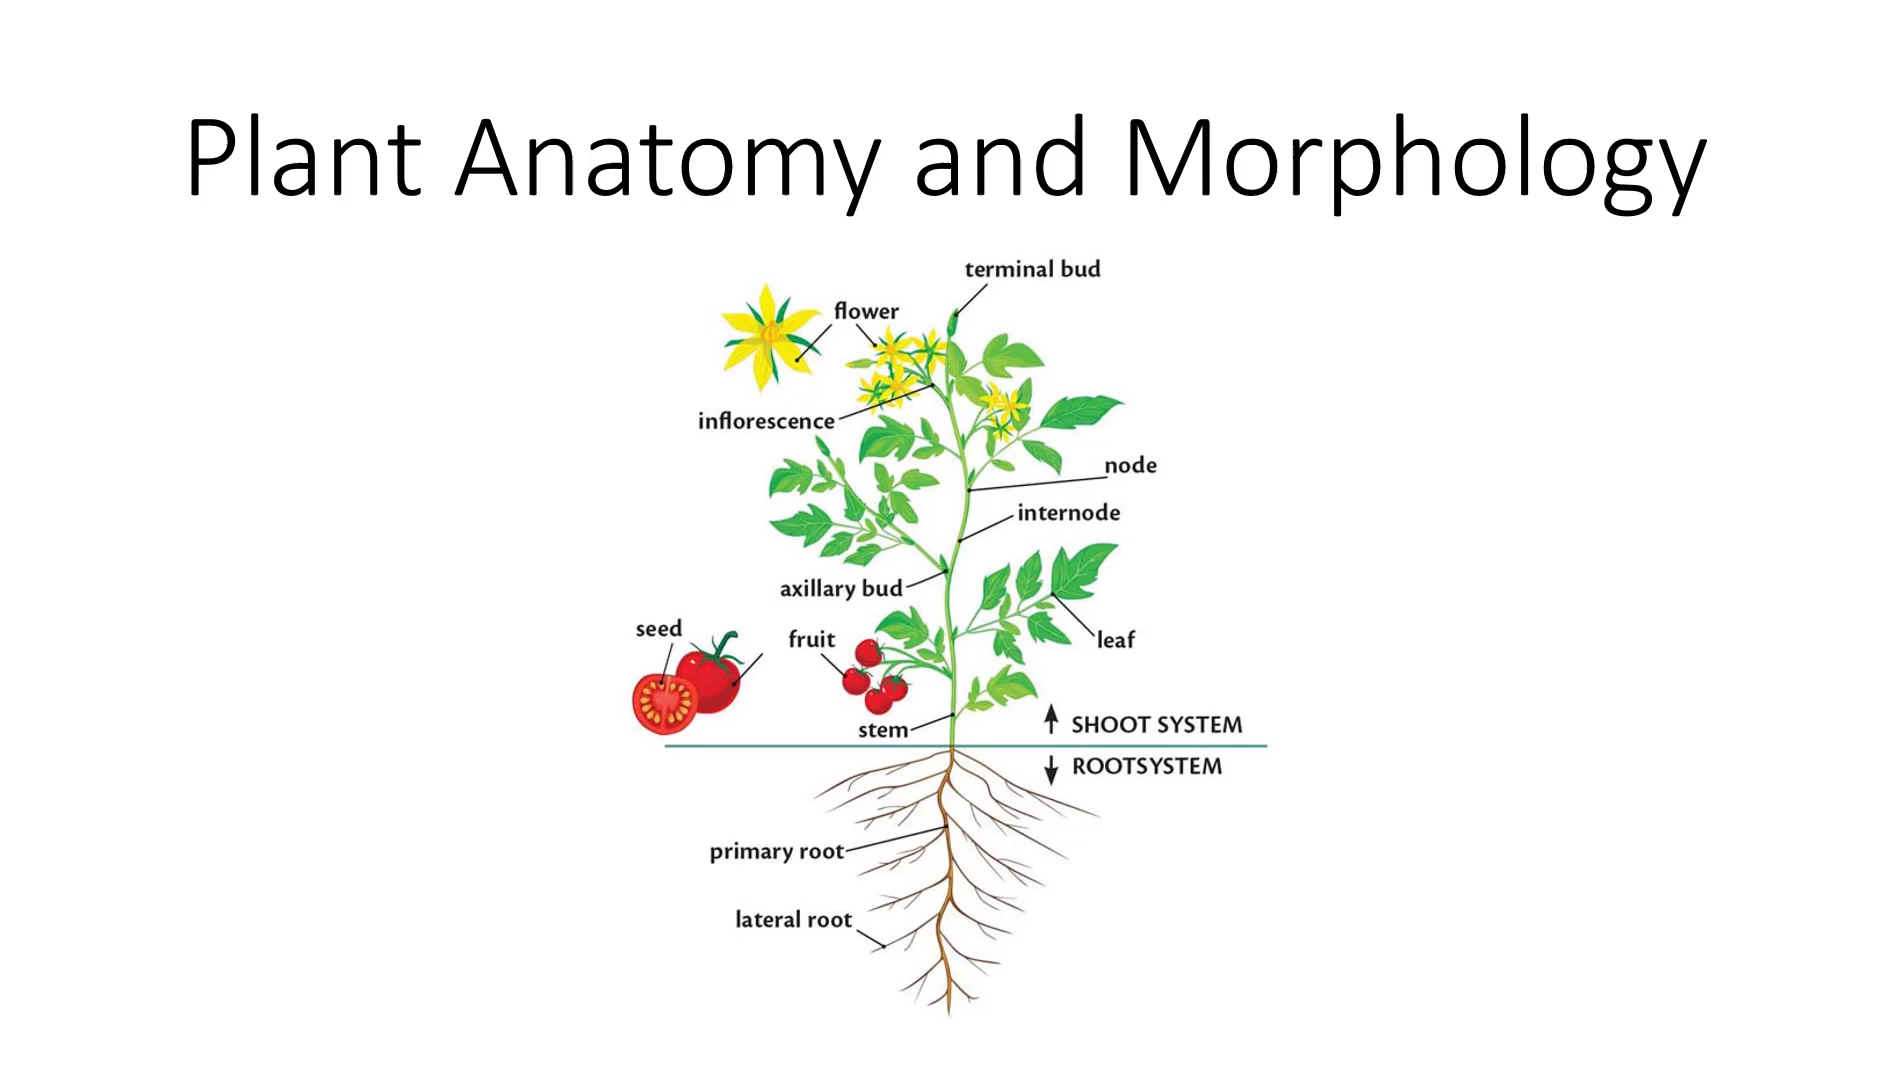 Plant Anatomy and Morphology
terminal bud
flower
inflorescence
node
internode
axillary bud
seed
fruit
leaf
stem
SHOOT SYSTEM
ROOTSYSTEM
primary root
lateral root